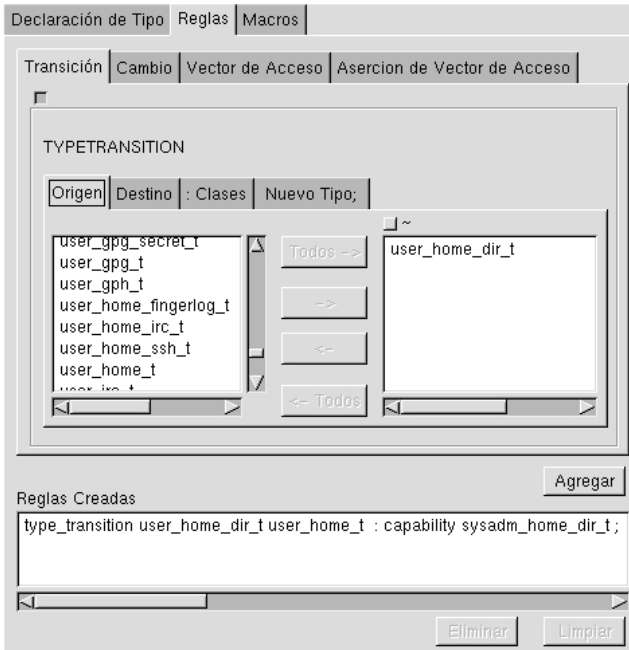 Declaración de Tipo Reglas Macros
Transición Cambio Vector de Acceso Asercion de Vector de Acceso
TYPETRANSITION
Origen Destino : Clases Nuevo Tipo;
~
user_gpg_secret_t
user_gpg_t
user_gph_t
user_home_fingerlog_t
user_home_irc_t
user_home_ssh_t
user_home_t
user_irc_t
Todos ->
->
<-
<- Todos
user_home_dir_t
Agregar
Reglas Creadas
type_transition user_home_dir_t user_home_t : capability sysadm_home_dir_t ;
Eliminar Limpiar